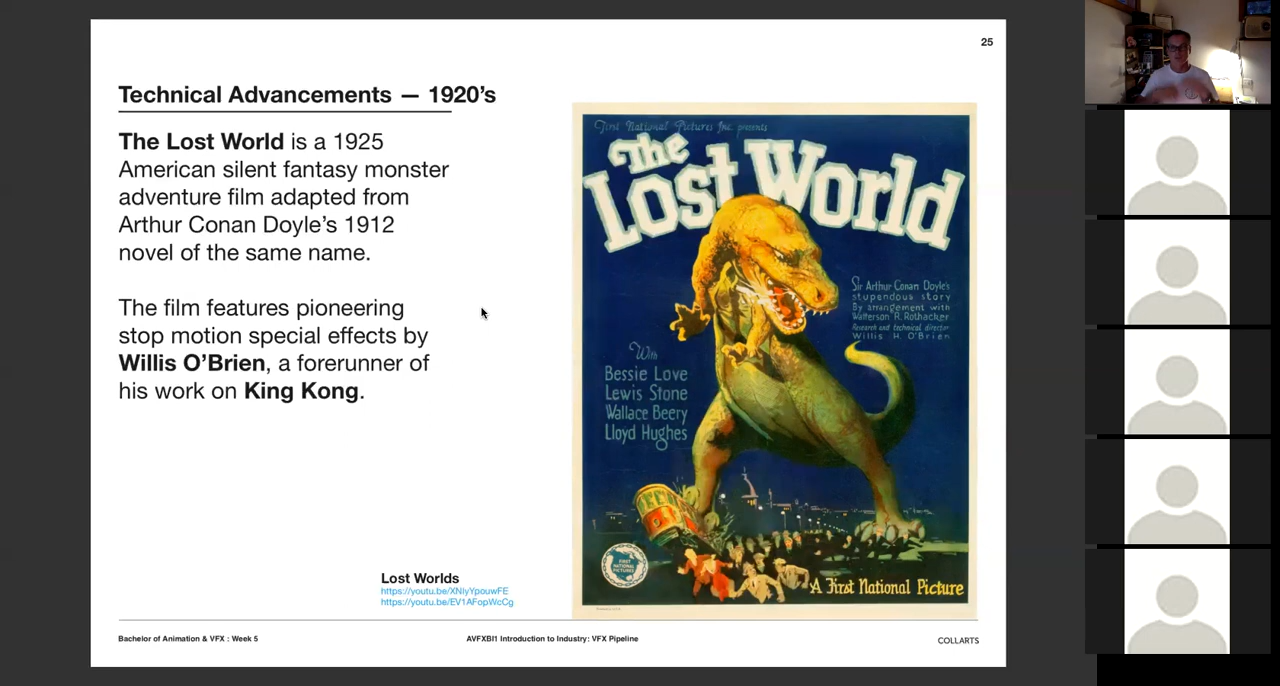 25
Technical Advancements — 1920’s
The Lost World is a 1925
American silent fantasy monster
adventure film adapted from
Arthur Conan Doyle’s 1912
novel of the same name.
The film features pioneering
stop motion special effects by
Willis O’Brien, a forerunner of
his work on King Kong.
Lost Worlds
https://youtu.be/XNIyYpouwFE
https://youtu.be/EV1AFopWcCg
First National Pictures Inc. presents
The
Lost World
Sir Arthur Conan Doyle's
stupendous story
By arrangement with
Watterson R. Rothacker
Research and technical director
Willis H. O'Brien
With
Bessie Love
Lewis Stone
Wallace Beery
Lloyd Hughes
FIRST
NATIONAL
PICTURES
A First National Picture
Bachelor of Animation & VFX : Week 5
AVFXBI1 Introduction to Industry: VFX Pipeline
COLLARTS